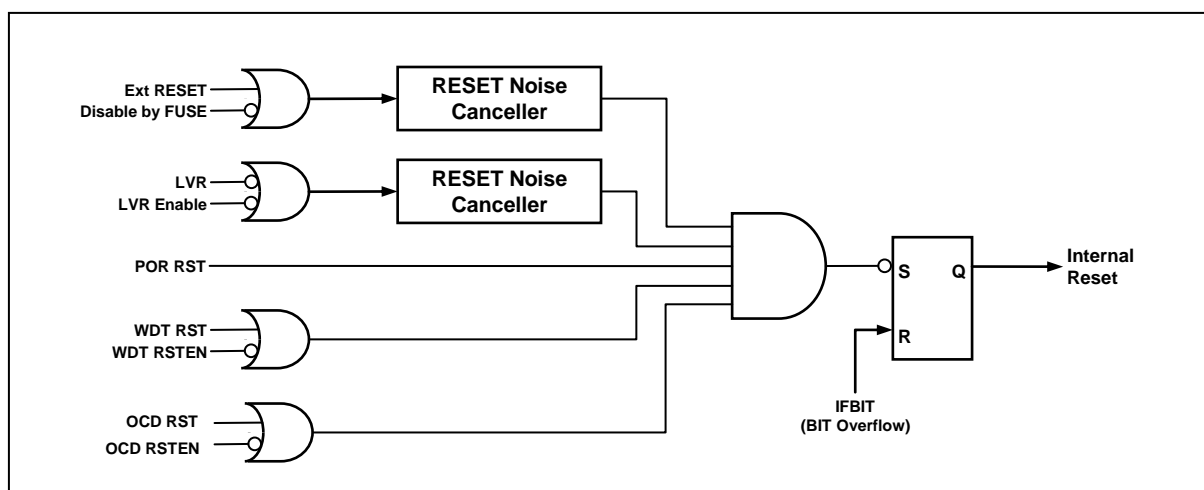 Ext RESET
Disable by FUSE
RESET Noise
Canceller
LVR
LVR Enable
RESET Noise
Canceller
POR RST
WDT RST
WDT RSTEN
OCD RST
OCD RSTEN
S
Q
R
Internal
Reset
IFBIT
(BIT Overflow)